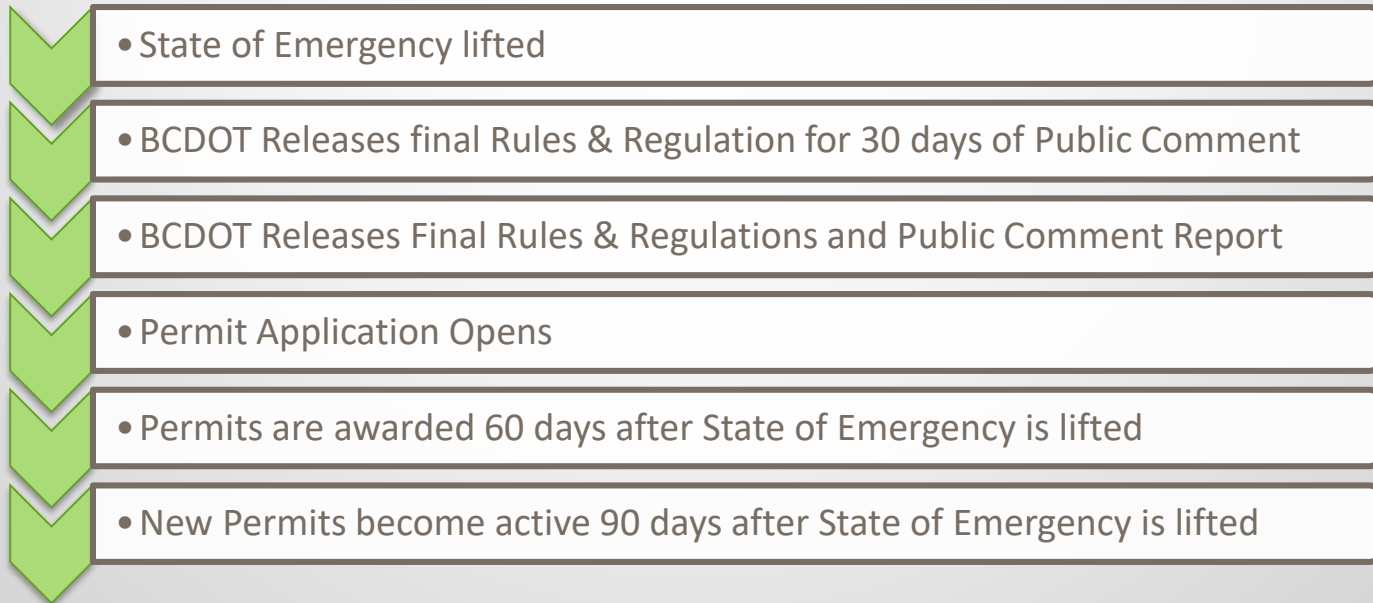 • State of Emergency lifted
• BCDOT Releases final Rules & Regulation for 30 days of Public Comment
• BCDOT Releases Final Rules & Regulations and Public Comment Report
• Permit Application Opens
• Permits are awarded 60 days after State of Emergency is lifted
• New Permits become active 90 days after State of Emergency is lifted